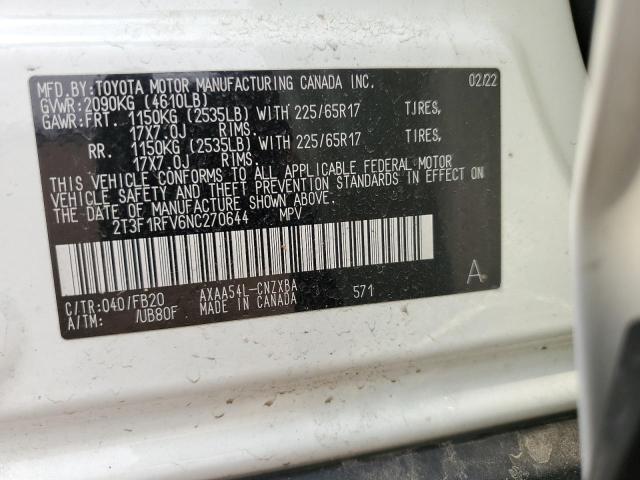 MFD.BY:TOYOTA MOTOR MANUFACTURING CANADA INC. 02/22
GVWR:2090KG (4610LB)
GAWR:FRT. 1150KG (2535LB) WITH 225/65R17 TIRES,
17X7.0J RIMS.
RR. 1150KG (2535LB) WITH 225/65R17 TIRES,
17X7.0J RIMS.
THIS VEHICLE CONFORMS TO ALL APPLICABLE FEDERAL MOTOR
VEHICLE SAFETY AND THEFT PREVENTION STANDARDS IN EFFECT ON
THE DATE OF MANUFACTURE SHOWN ABOVE.
2T3F1RFV6NC270644 MPV
C/TR:040/FB20 AXAA54L-CNZXBA 571 A
A/TM: /UB80F MADE IN CANADA